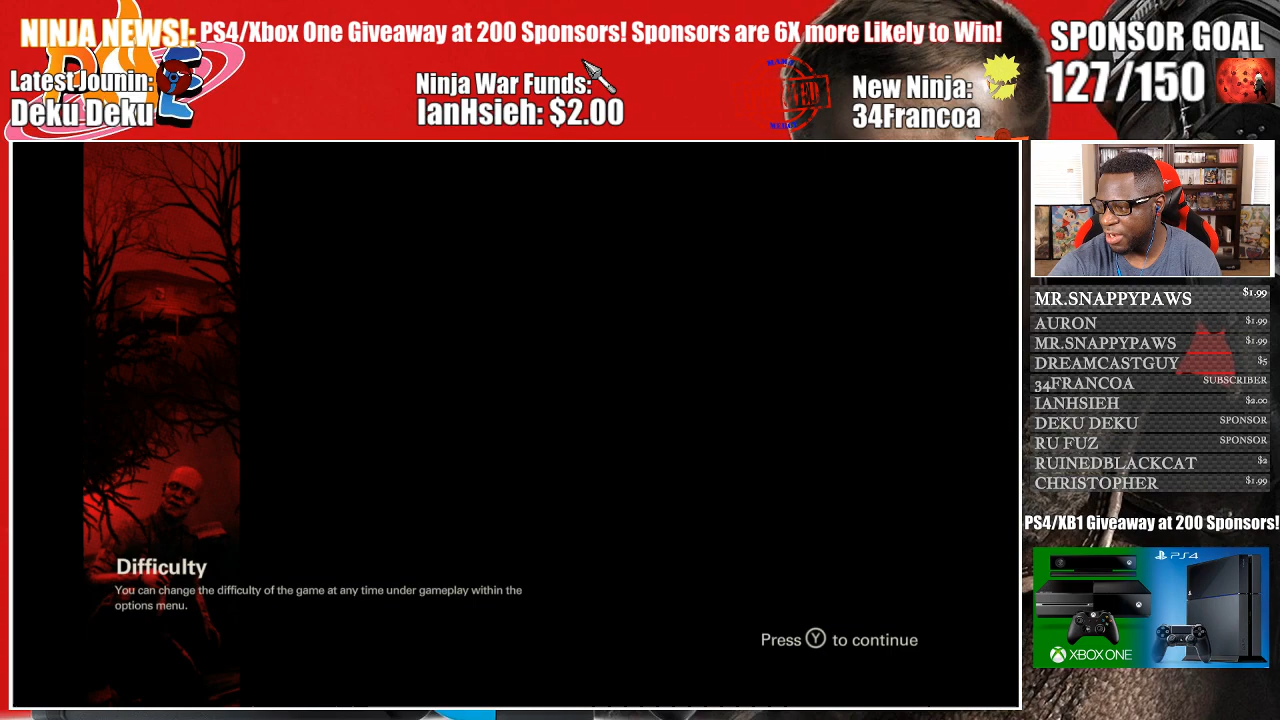 NINJA NEWS!: PS4/Xbox One Giveaway at 200 Sponsors! Sponsors are 6X more Likely to Win!
SPONSOR GOAL
127/150
Latest Jounin:
Deku Deku
Ninja War Funds:
IanHsieh: $2.00
New Ninja:
34Francoa
MR.SNAPPYPAWS $1.99
AURON $1.99
MR.SNAPPYPAWS $1.99
DREAMCASTGUY $5
34FRANCOA SUBSCRIBER
IANHSIEH $2.00
DEKU DEKU SPONSOR
RU FUZ SPONSOR
RUINEDBLACKCAT $2
CHRISTOPHER $1.99
PS4/XB1 Giveaway at 200 Sponsors!
PS4
XBOX ONE
Difficulty
You can change the difficulty of the game at any time under gameplay within the
options menu.
Press Y to continue